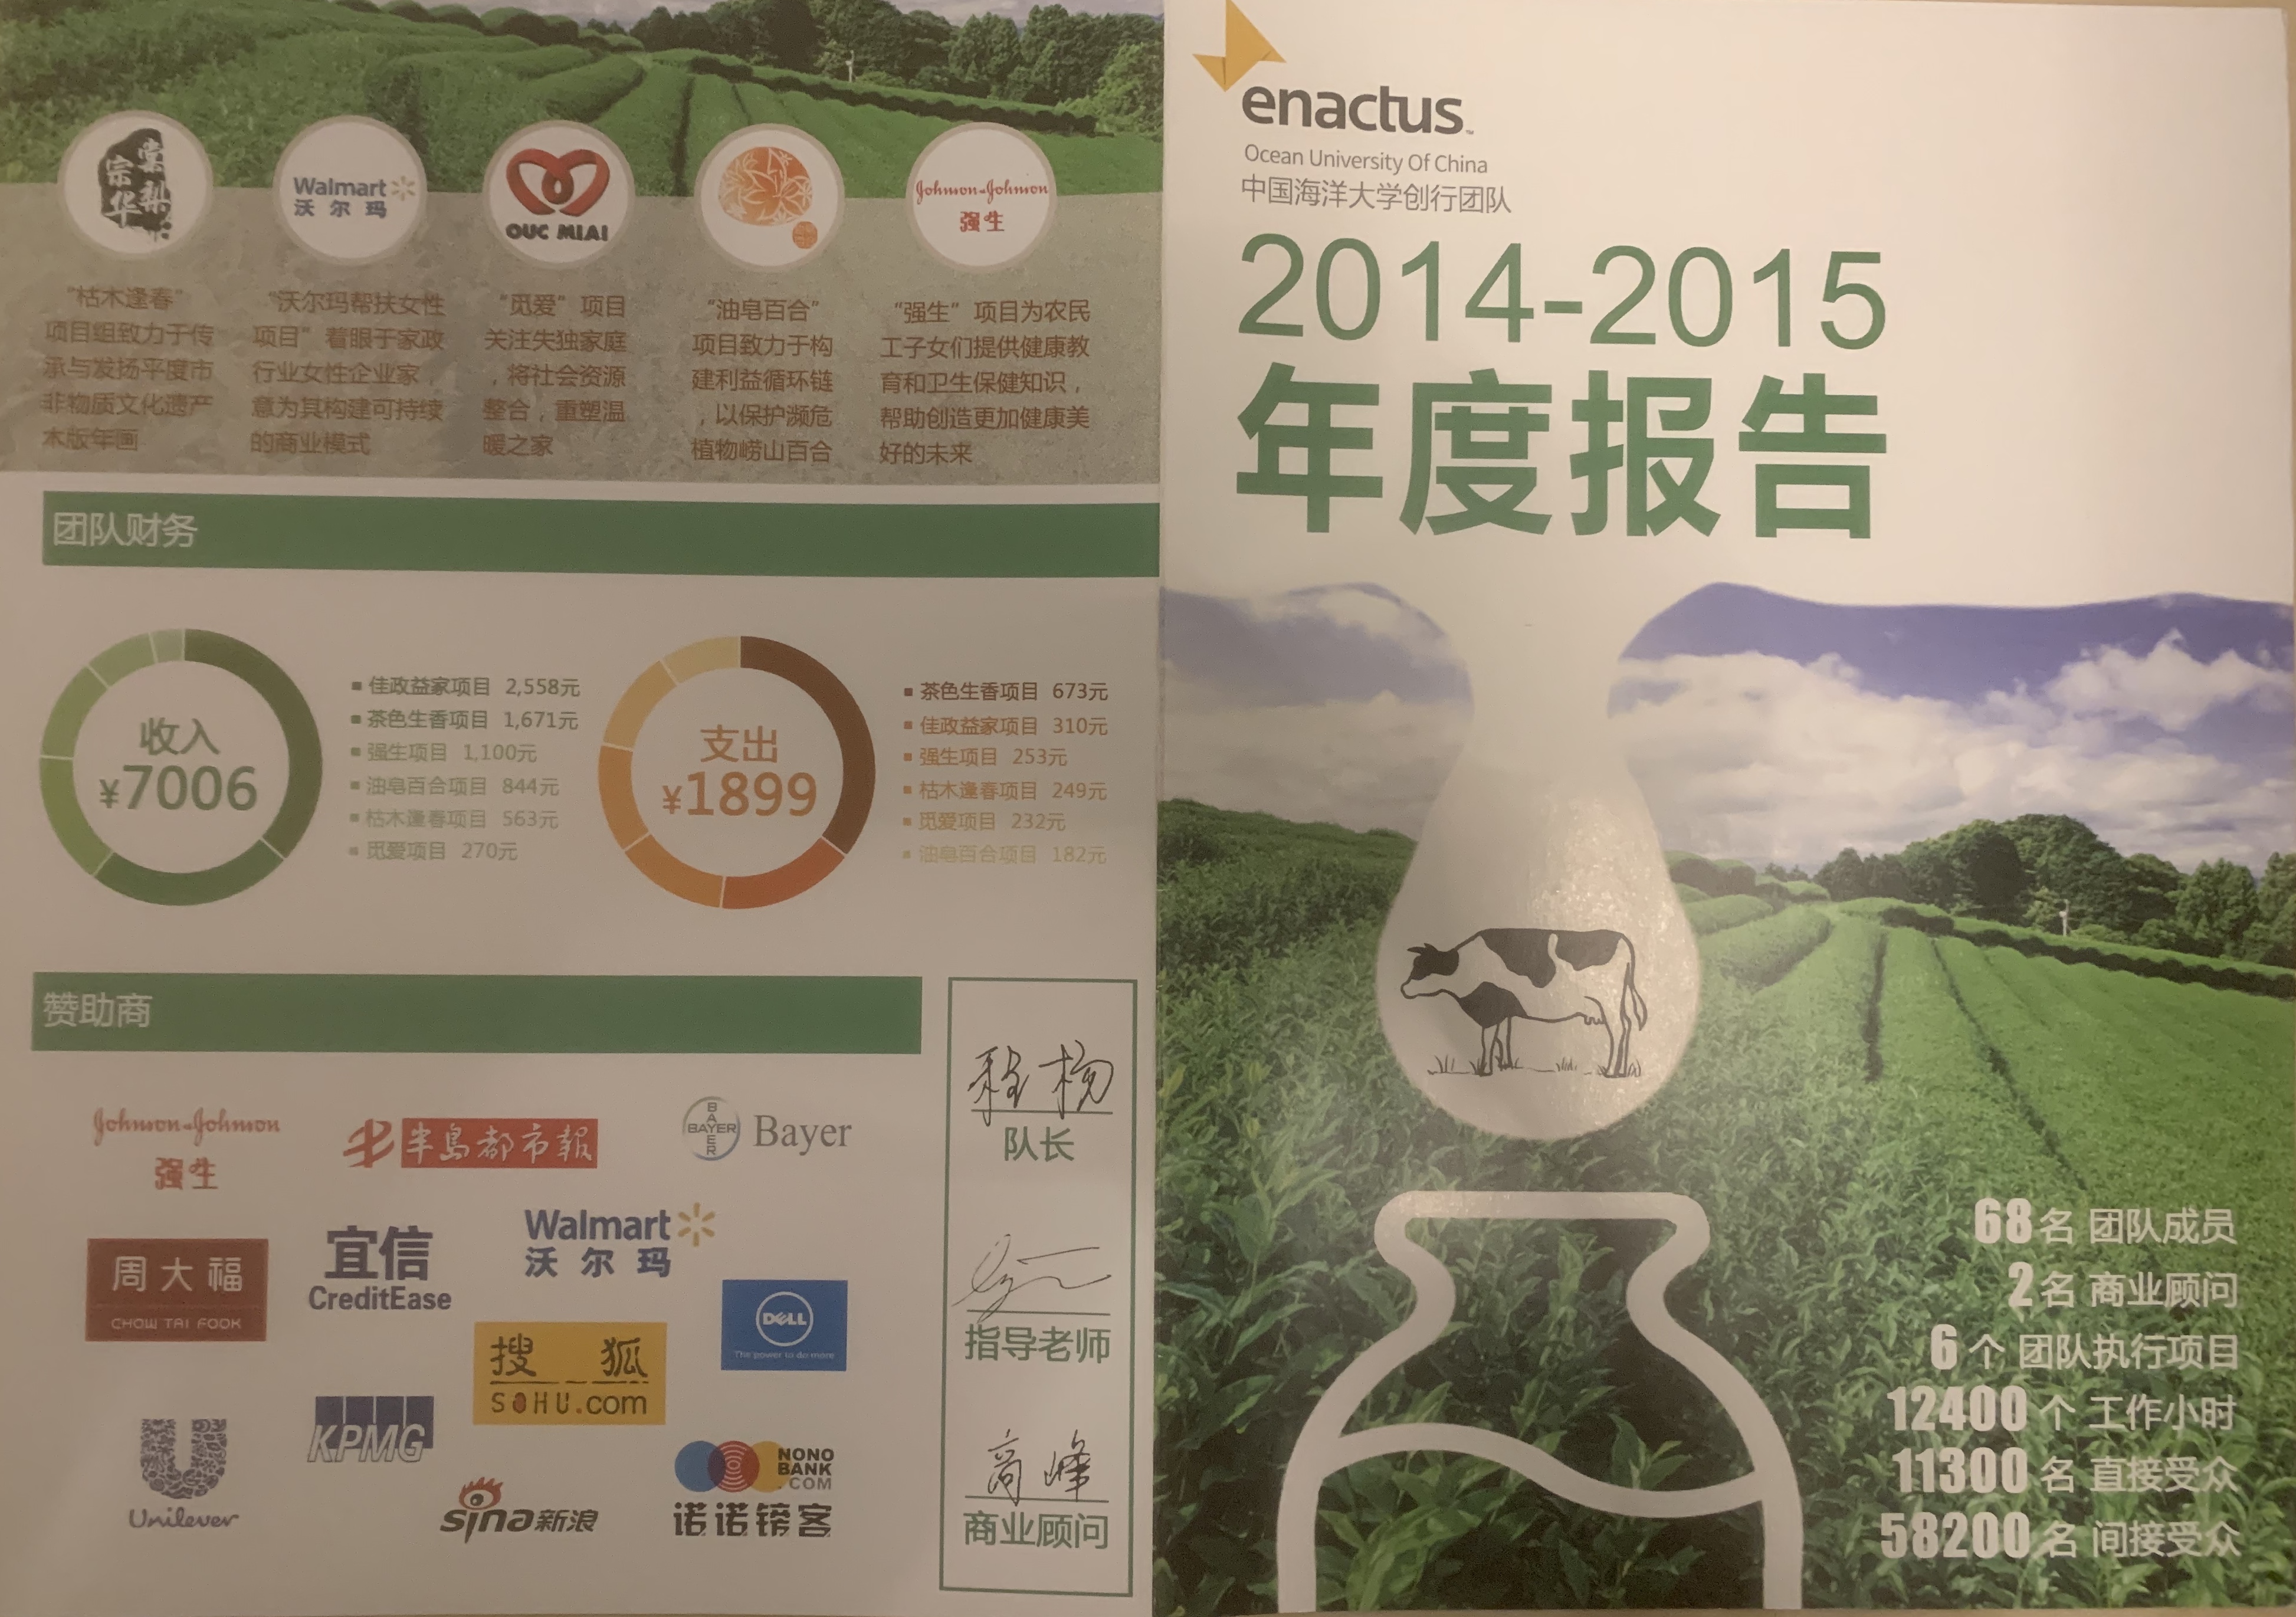 棠梨
宗华
Walmart
沃尔玛
OUC MIAI
Johnson&Johnson
强生
“枯木逢春”
项目组致力于传
承与发扬平度市
非物质文化遗产
木版年画
“沃尔玛帮扶女性
项目”着眼于家政
行业女性企业家，
意为其构建可持续
的商业模式
“觅爱”项目
关注失独家庭
，将社会资源
整合，重塑温
暖之家
“油皂百合”
项目致力于构
建利益循环链
，以保护濒危
植物崂山百合
“强生”项目为农民
工子女们提供健康教
育和卫生保健知识，
帮助创造更加健康美
好的未来
团队财务
收入
¥7006
佳政益家项目 2,558元
茶色生香项目 1,671元
强生项目 1,100元
油皂百合项目 844元
枯木逢春项目 563元
觅爱项目 270元
支出
¥1899
茶色生香项目 673元
佳政益家项目 310元
强生项目 253元
枯木逢春项目 249元
觅爱项目 232元
油皂百合项目 182元
赞助商
Johnson&Johnson
强生
半島都市報
BAYER
BAYER
Bayer
周大福
CHOW TAI FOOK
宜信
CreditEase
Walmart
沃尔玛
搜狐
SOHU.com
DELL
The power to do more
Unilever
KPMG
sina新浪
NONO
BANK
.COM
诺诺镑客
程杨
队长
指导老师
商业顾问
enactus™
Ocean University Of China
中国海洋大学创行团队
2014-2015
年度报告
68名 团队成员
2名 商业顾问
6个 团队执行项目
12400个 工作小时
11300名 直接受众
58200名 间接受众